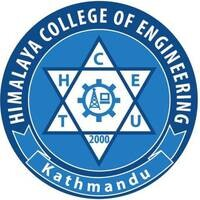 HIMALAYA COLLEGE OF ENGINEERING
C
H E
T U
2000
Kathmandu